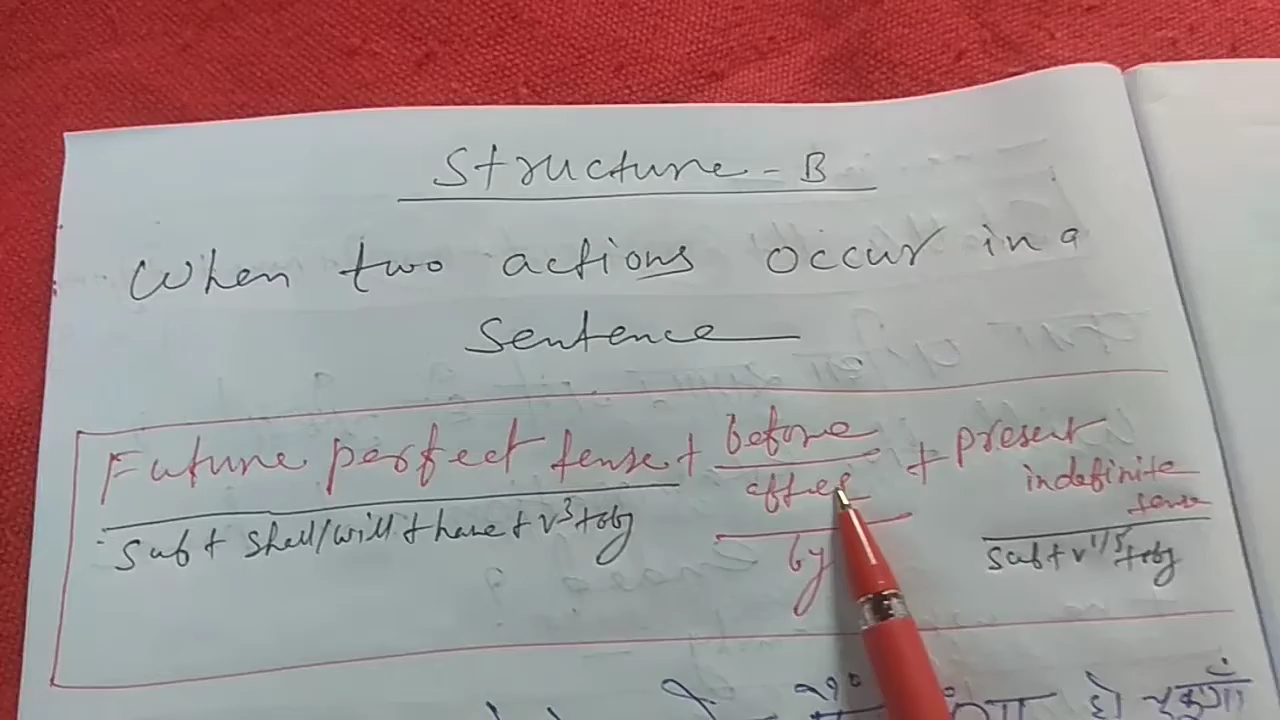 Structure - B
When two actions occur in a
sentence
Future perfect tense + before + present
after indefinite
tense
sub + shall/will + have + v³ + obj by sub + v¹/⁵ + obj